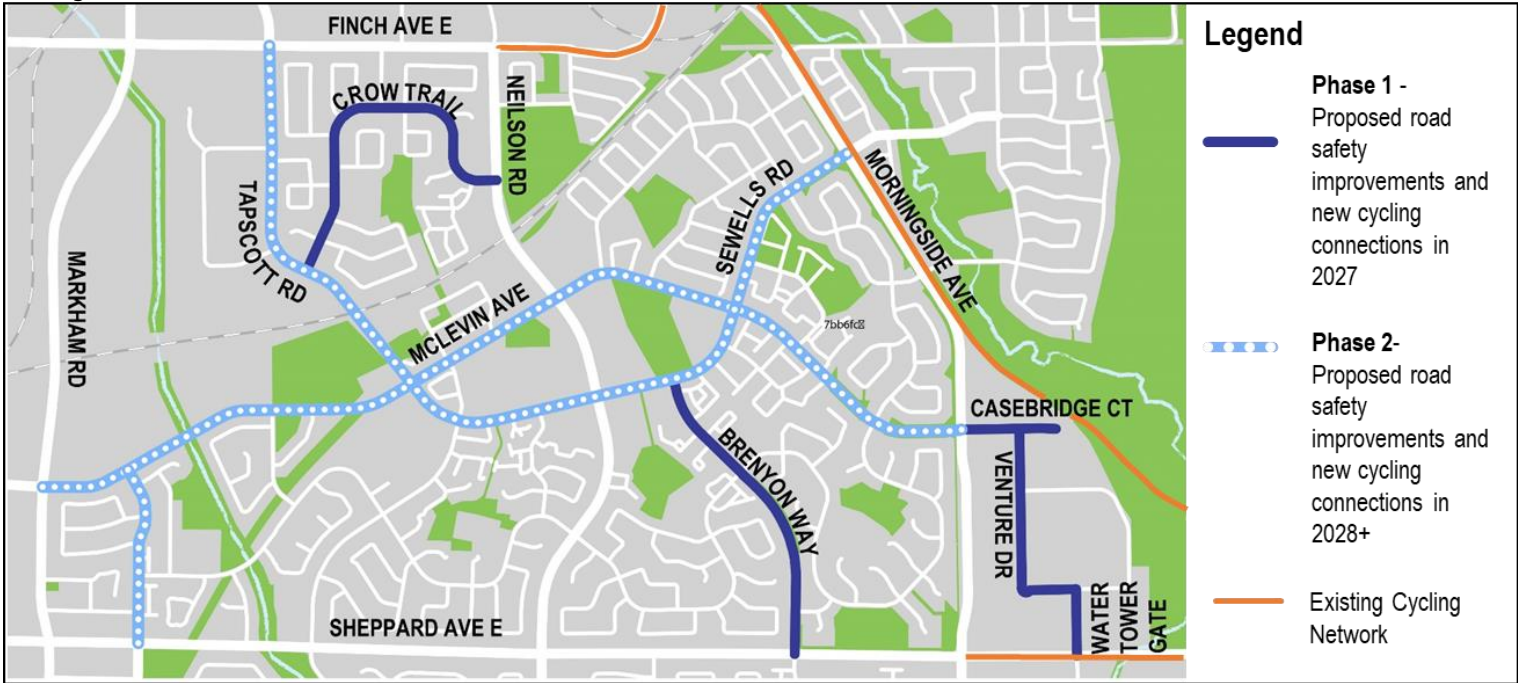 FINCH AVE E
CROW TRAIL
NEILSON RD
TAPSCOTT RD
MARKHAM RD
MCLEVIN AVE
SEWELLS RD
MORNINGSIDE AVE
CASEBRIDGE CT
BRENYON WAY
VENTURE DR
WATER
TOWER
GATE
SHEPPARD AVE E
Legend
Phase 1 -
Proposed road
safety
improvements and
new cycling
connections in
2027
Phase 2-
Proposed road
safety
improvements and
new cycling
connections in
2028+
Existing Cycling
Network